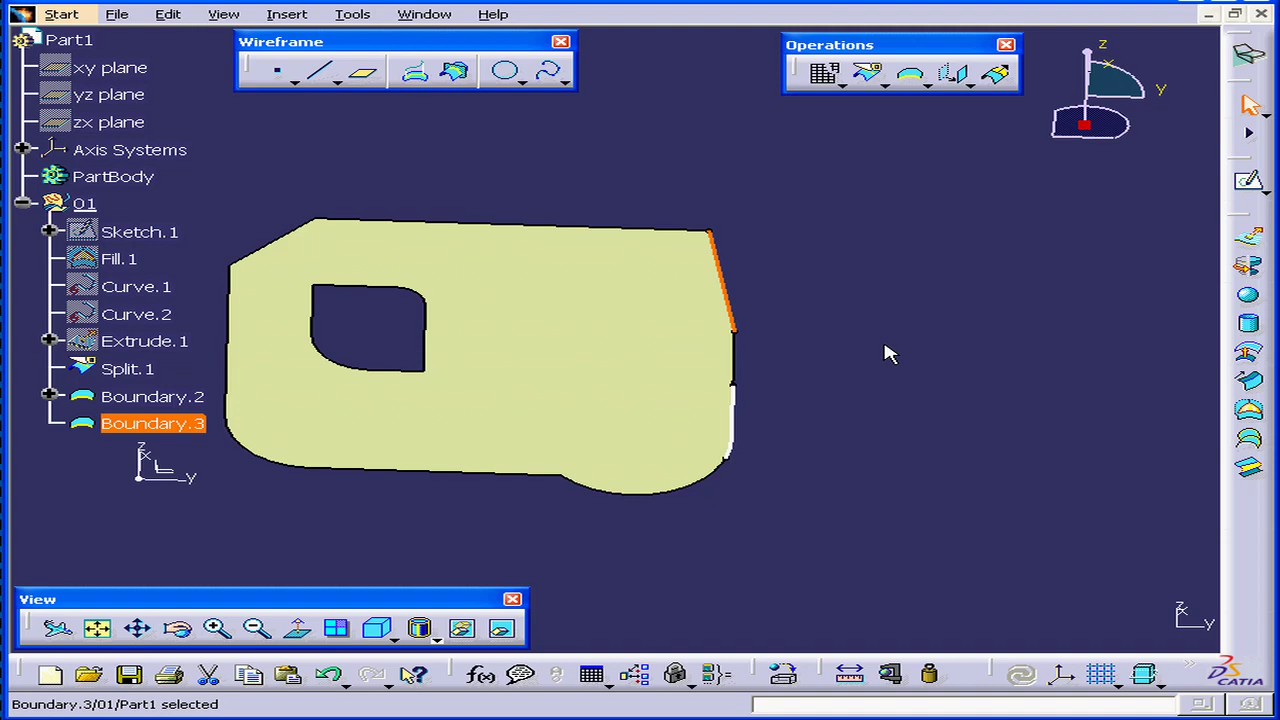 Start File Edit View Insert Tools Window Help
Part1
xy plane
yz plane
zx plane
Axis Systems
PartBody
01
Sketch.1
Fill.1
Curve.1
Curve.2
Extrude.1
Split.1
Boundary.2
Boundary.3
z
x
y
Wireframe
Operations
z
x
y
View
z
x
y
f(x)
CATIA
Boundary.3/01/Part1 selected